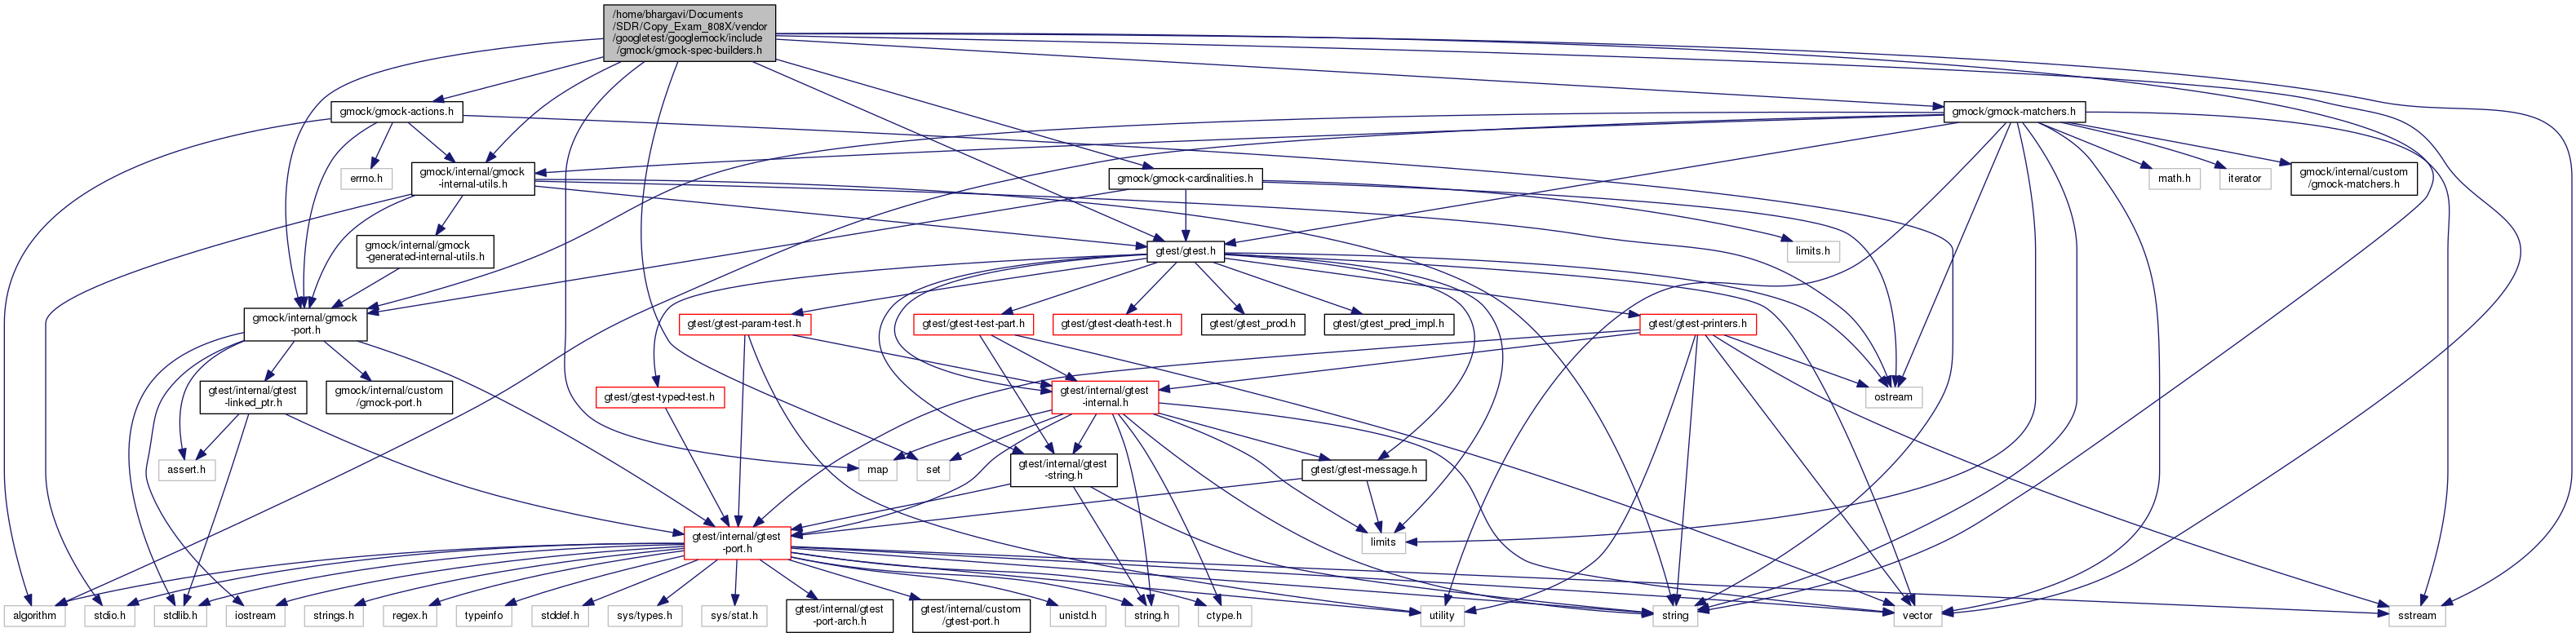 /home/bhargavi/Documents
/SDR/Copy_Exam_808X/vendor
/googletest/googlemock/include
/gmock/gmock-spec-builders.h
gmock/gmock-actions.h
gmock/gmock-matchers.h
errno.h
gmock/internal/gmock
-internal-utils.h
gmock/gmock-cardinalities.h
math.h
iterator
gmock/internal/custom
/gmock-matchers.h
gmock/internal/gmock
-generated-internal-utils.h
gtest/gtest.h
limits.h
gmock/internal/gmock
-port.h
gtest/gtest-param-test.h
gtest/gtest-test-part.h
gtest/gtest-death-test.h
gtest/gtest_prod.h
gtest/gtest_pred_impl.h
gtest/gtest-printers.h
gtest/internal/gtest
-linked_ptr.h
gmock/internal/custom
/gmock-port.h
gtest/gtest-typed-test.h
gtest/internal/gtest
-internal.h
ostream
assert.h
map
set
gtest/internal/gtest
-string.h
gtest/gtest-message.h
gtest/internal/gtest
-port.h
limits
algorithm
stdio.h
stdlib.h
iostream
strings.h
regex.h
typeinfo
stddef.h
sys/types.h
sys/stat.h
gtest/internal/gtest
-port-arch.h
gtest/internal/custom
/gtest-port.h
unistd.h
string.h
ctype.h
utility
string
vector
sstream